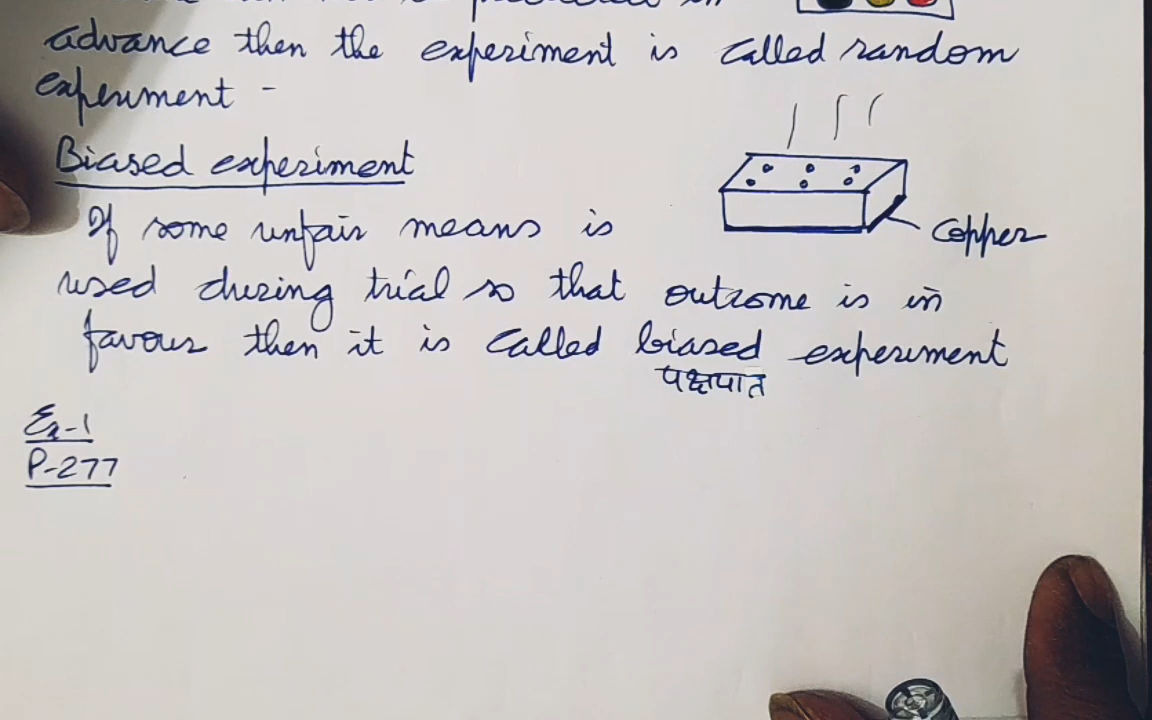 advance then the experiment is called random
experiment -
Biased experiment
If some unfair means is
Copper
used during trial so that outcome is in
favour then it is called biased experiment
पक्षपात
Ex-1
P-277